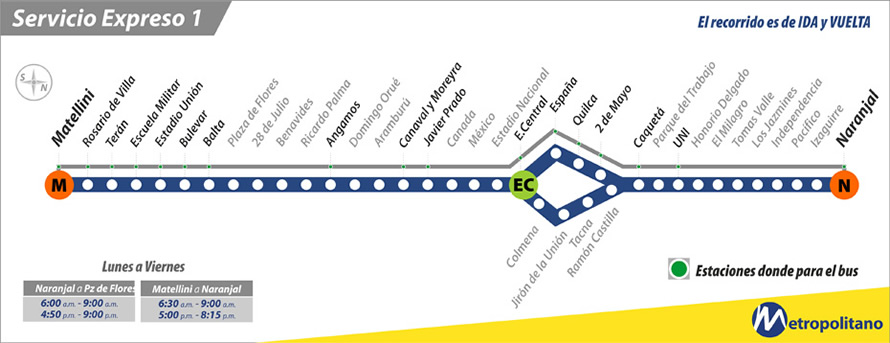 Servicio Expreso 1
El recorrido es de IDA y VUELTA
S
N
Matellini
Rosario de Villa
Terán
Escuela Militar
Estadio Unión
Bulevar
Balta
Plaza de Flores
28 de Julio
Benavides
Ricardo Palma
Angamos
Domingo Orué
Aramburú
Canaval y Moreyra
Javier Prado
Canada
México
Estadio Nacional
E.Central
España
Quilca
2 de Mayo
Caquetá
Parque del Trabajo
UNI
Honorio Delgado
El Milagro
Tomas Valle
Los Jazmines
Independencia
Pacífico
Izaguirre
Naranjal
M
EC
N
Colmena
Jirón de la Unión
Tacna
Ramón Castilla
Lunes a Viernes
Naranjal a Pz de Flores
6:00 a.m. - 9:00 a.m.
4:50 p.m. - 9:00 p.m.
Matellini a Naranjal
6:30 a.m. - 9:00 a.m.
5:00 p.m. - 8:15 p.m.
Estaciones donde para el bus
Metropolitano